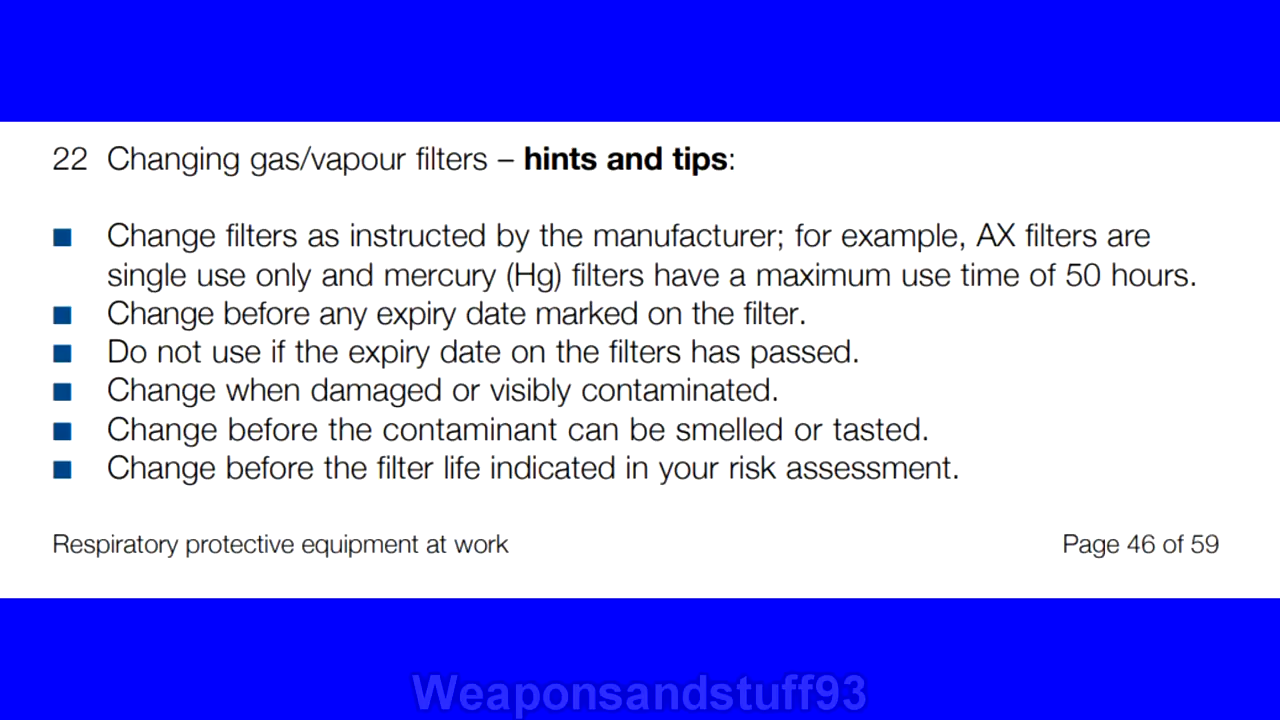 22 Changing gas/vapour filters – hints and tips:
■ Change filters as instructed by the manufacturer; for example, AX filters are
single use only and mercury (Hg) filters have a maximum use time of 50 hours.
■ Change before any expiry date marked on the filter.
■ Do not use if the expiry date on the filters has passed.
■ Change when damaged or visibly contaminated.
■ Change before the contaminant can be smelled or tasted.
■ Change before the filter life indicated in your risk assessment.
Respiratory protective equipment at work Page 46 of 59
Weaponsandstuff93